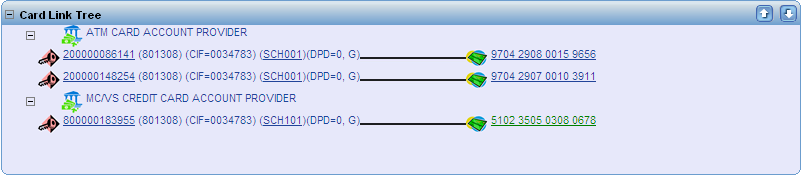 Card Link Tree
ATM CARD ACCOUNT PROVIDER
200000086141 (801308) (CIF=0034783) (SCH001)(DPD=0, G) 9704 2908 0015 9656
200000148254 (801308) (CIF=0034783) (SCH001)(DPD=0, G) 9704 2907 0010 3911
MC/VS CREDIT CARD ACCOUNT PROVIDER
800000183955 (801308) (CIF=0034783) (SCH101)(DPD=0, G) 5102 3505 0308 0678